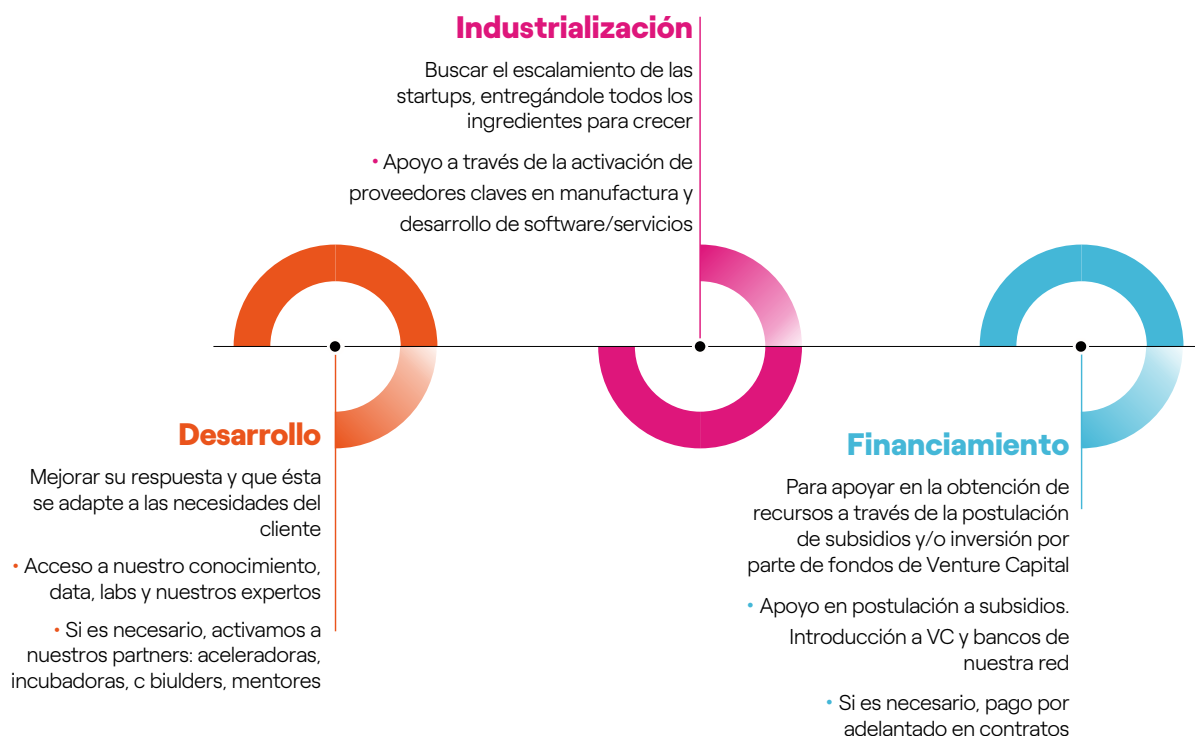 Industrialización
Buscar el escalamiento de las
startups, entregándole todos los
ingredientes para crecer
• Apoyo a través de la activación de
proveedores claves en manufactura y
desarrollo de software/servicios
Desarrollo
Mejorar su respuesta y que ésta
se adapte a las necesidades del
cliente
• Acceso a nuestro conocimiento,
data, labs y nuestros expertos
• Si es necesario, activamos a
nuestros partners: aceleradoras,
incubadoras, c biulders, mentores
Financiamiento
Para apoyar en la obtención de
recursos a través de la postulación
de subsidios y/o inversión por
parte de fondos de Venture Capital
• Apoyo en postulación a subsidios.
Introducción a VC y bancos de
nuestra red
• Si es necesario, pago por
adelantado en contratos